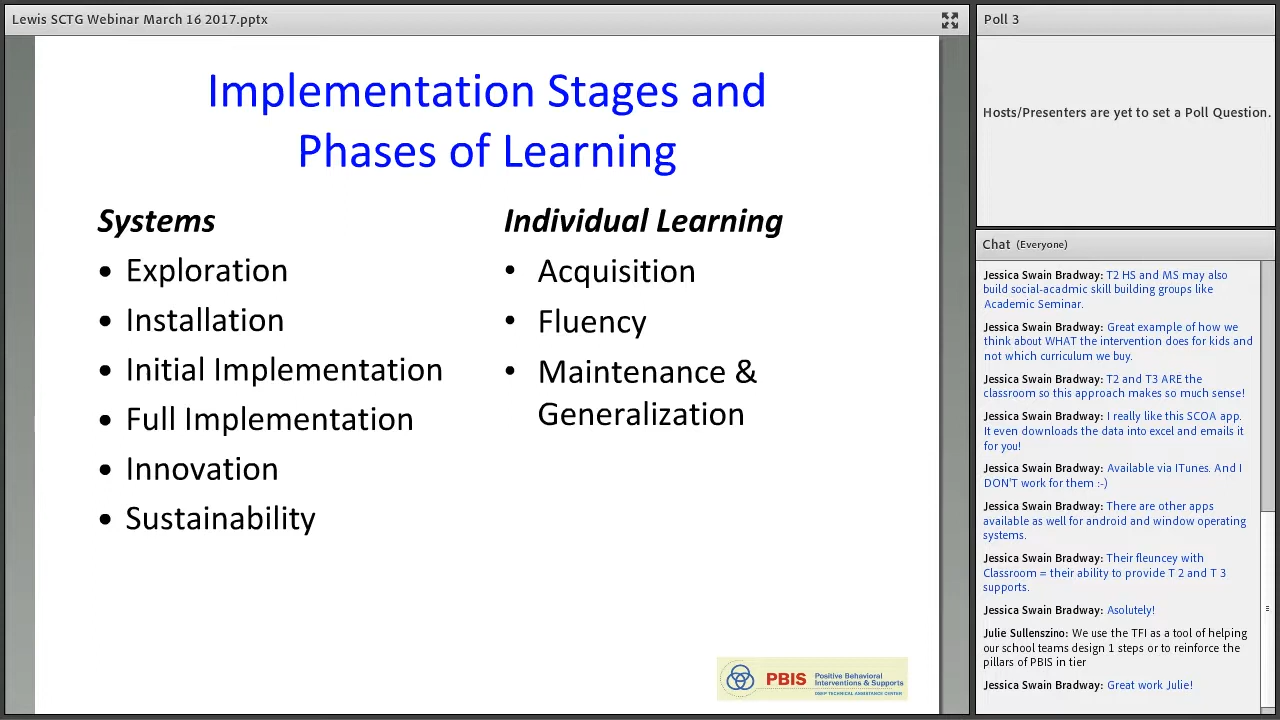 Lewis SCTG Webinar March 16 2017.pptx
Implementation Stages and
Phases of Learning
Systems
• Exploration
• Installation
• Initial Implementation
• Full Implementation
• Innovation
• Sustainability
Individual Learning
• Acquisition
• Fluency
• Maintenance &
Generalization
PBIS
Positive Behavioral
Interventions & Supports
OSEP TECHNICAL ASSISTANCE CENTER
Poll 3
Hosts/Presenters are yet to set a Poll Question.
Chat (Everyone)
Jessica Swain Bradway: T2 HS and MS may also
build social-acadmic skill building groups like
Academic Seminar.
Jessica Swain Bradway: Great example of how we
think about WHAT the intervention does for kids and
not which curriculum we buy.
Jessica Swain Bradway: T2 and T3 ARE the
classroom so this approach makes so much sense!
Jessica Swain Bradway: I really like this SCOA app.
It even downloads the data into excel and emails it
for you!
Jessica Swain Bradway: Available via ITunes. And I
DON'T work for them :-)
Jessica Swain Bradway: There are other apps
available as well for android and window operating
systems.
Jessica Swain Bradway: Their fleuncey with
Classroom = their ability to provide T 2 and T 3
supports.
Jessica Swain Bradway: Asolutely!
Julie Sullenszino: We use the TFI as a tool of helping
our school teams design 1 steps or to reinforce the
pillars of PBIS in tier
Jessica Swain Bradway: Great work Julie!